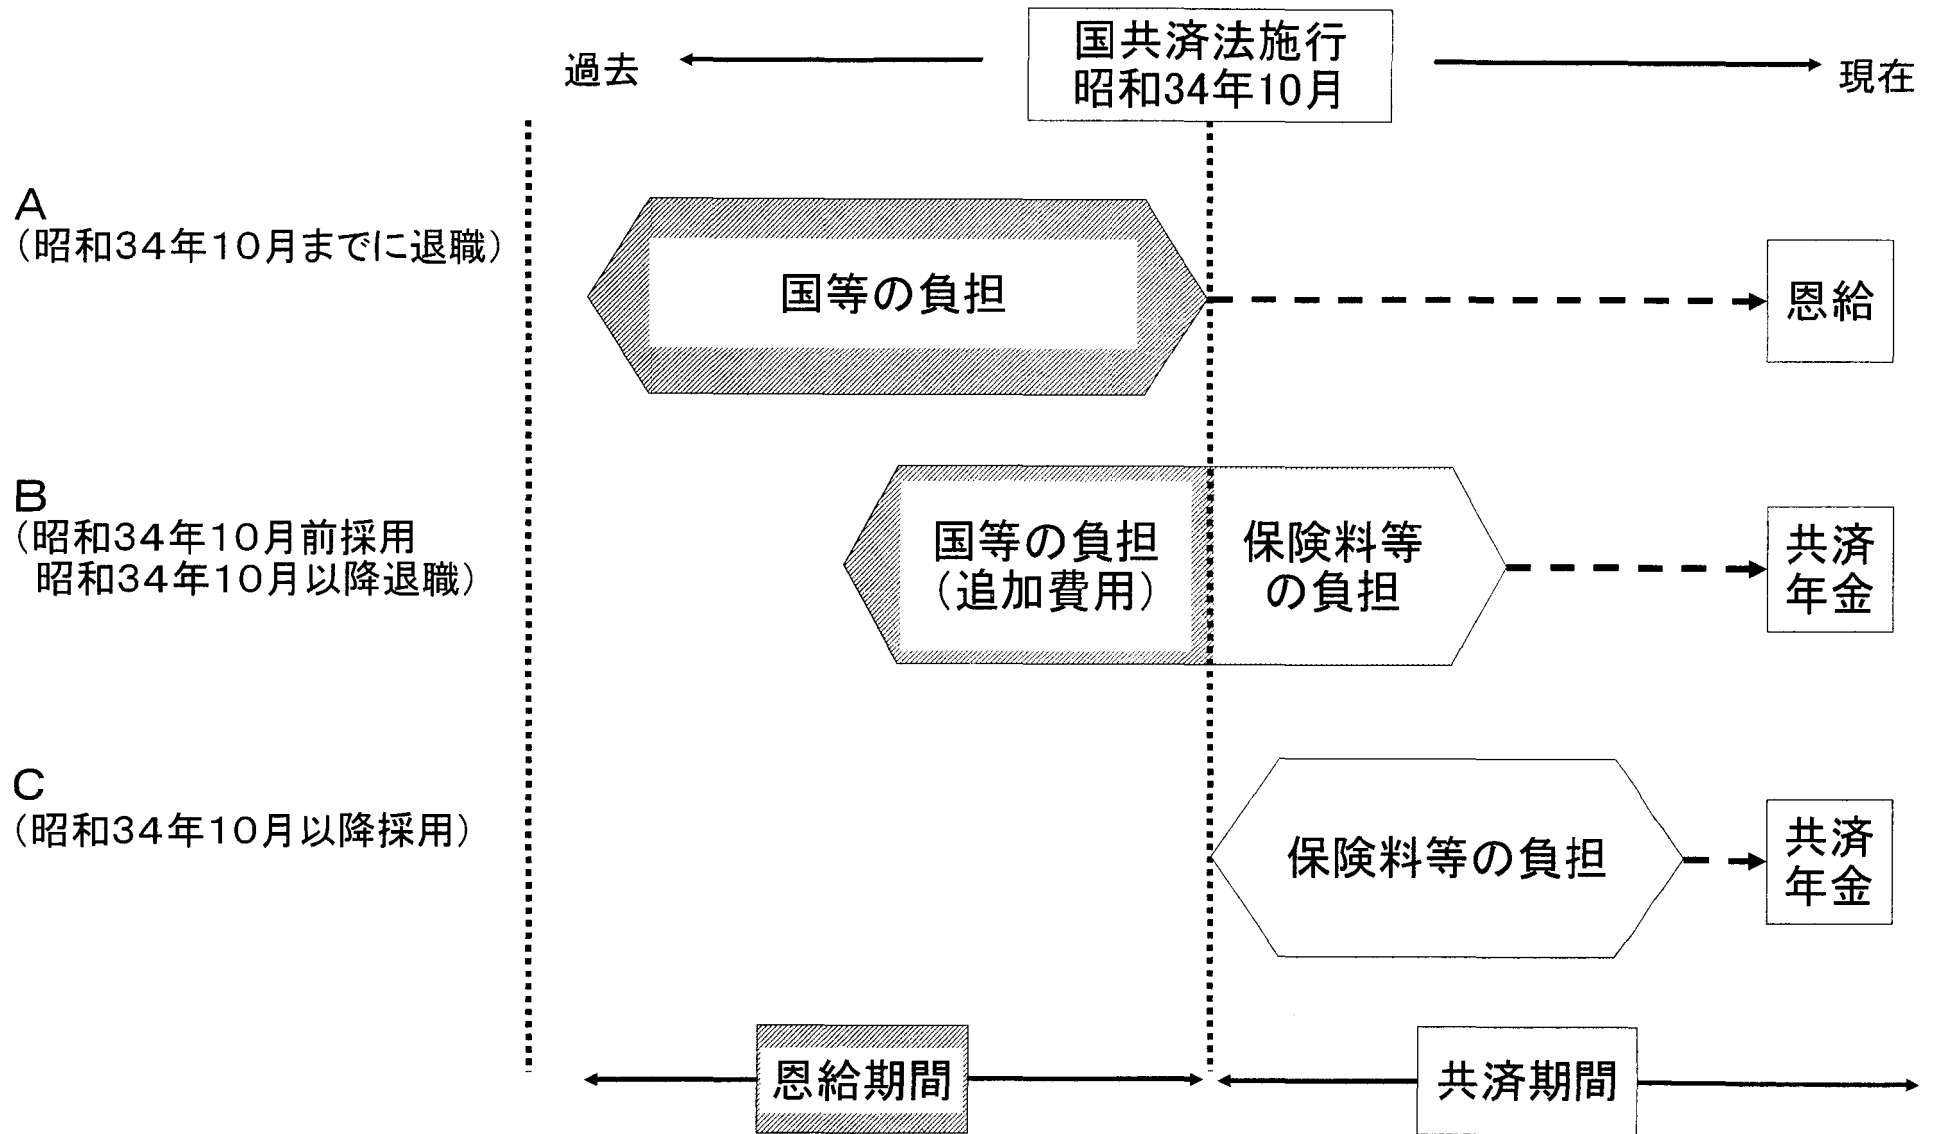 国共済法施行
昭和34年10月
過去
現在
A
(昭和34年10月までに退職)
国等の負担
恩給
B
(昭和34年10月前採用
昭和34年10月以降退職)
国等の負担
(追加費用)
保険料等
の負担
共済
年金
C
(昭和34年10月以降採用)
保険料等の負担
共済
年金
恩給期間
共済期間